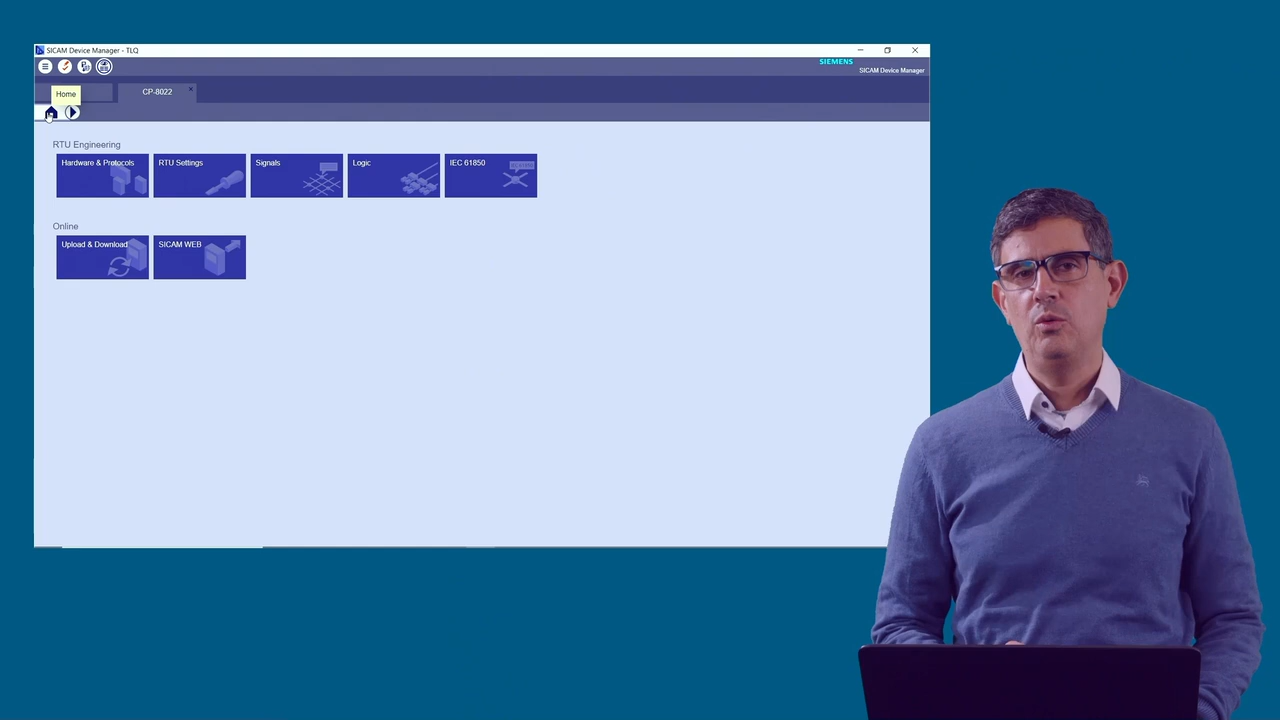 SICAM Device Manager - TLQ
SIEMENS
SICAM Device Manager
Home
CP-8022
RTU Engineering
Hardware & Protocols
RTU Settings
Signals
Logic
IEC 61850
Online
Upload & Download
SICAM WEB